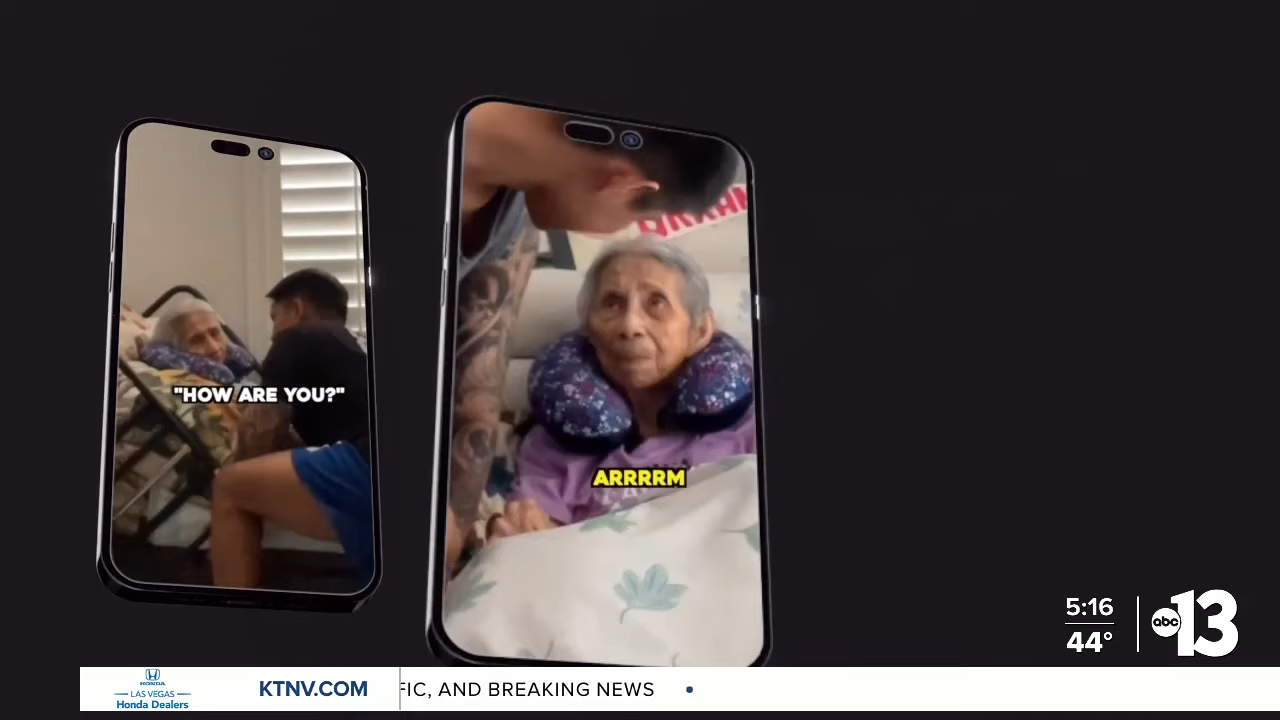 "HOW ARE YOU?"
ARRRRM
5:16
44°
abc 13
HONDA
LAS VEGAS
Honda Dealers
KTNV.COM
FIC, AND BREAKING NEWS •